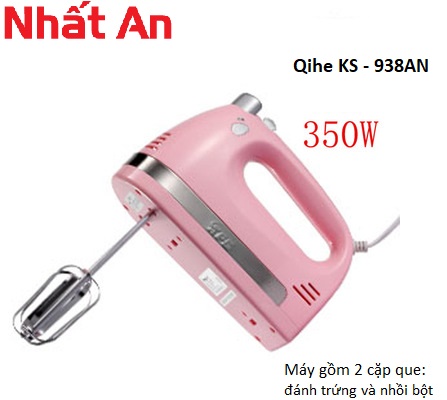 Nhất An
Qihe KS - 938AN
350W
Máy gồm 2 cặp que:
đánh trứng và nhồi bột